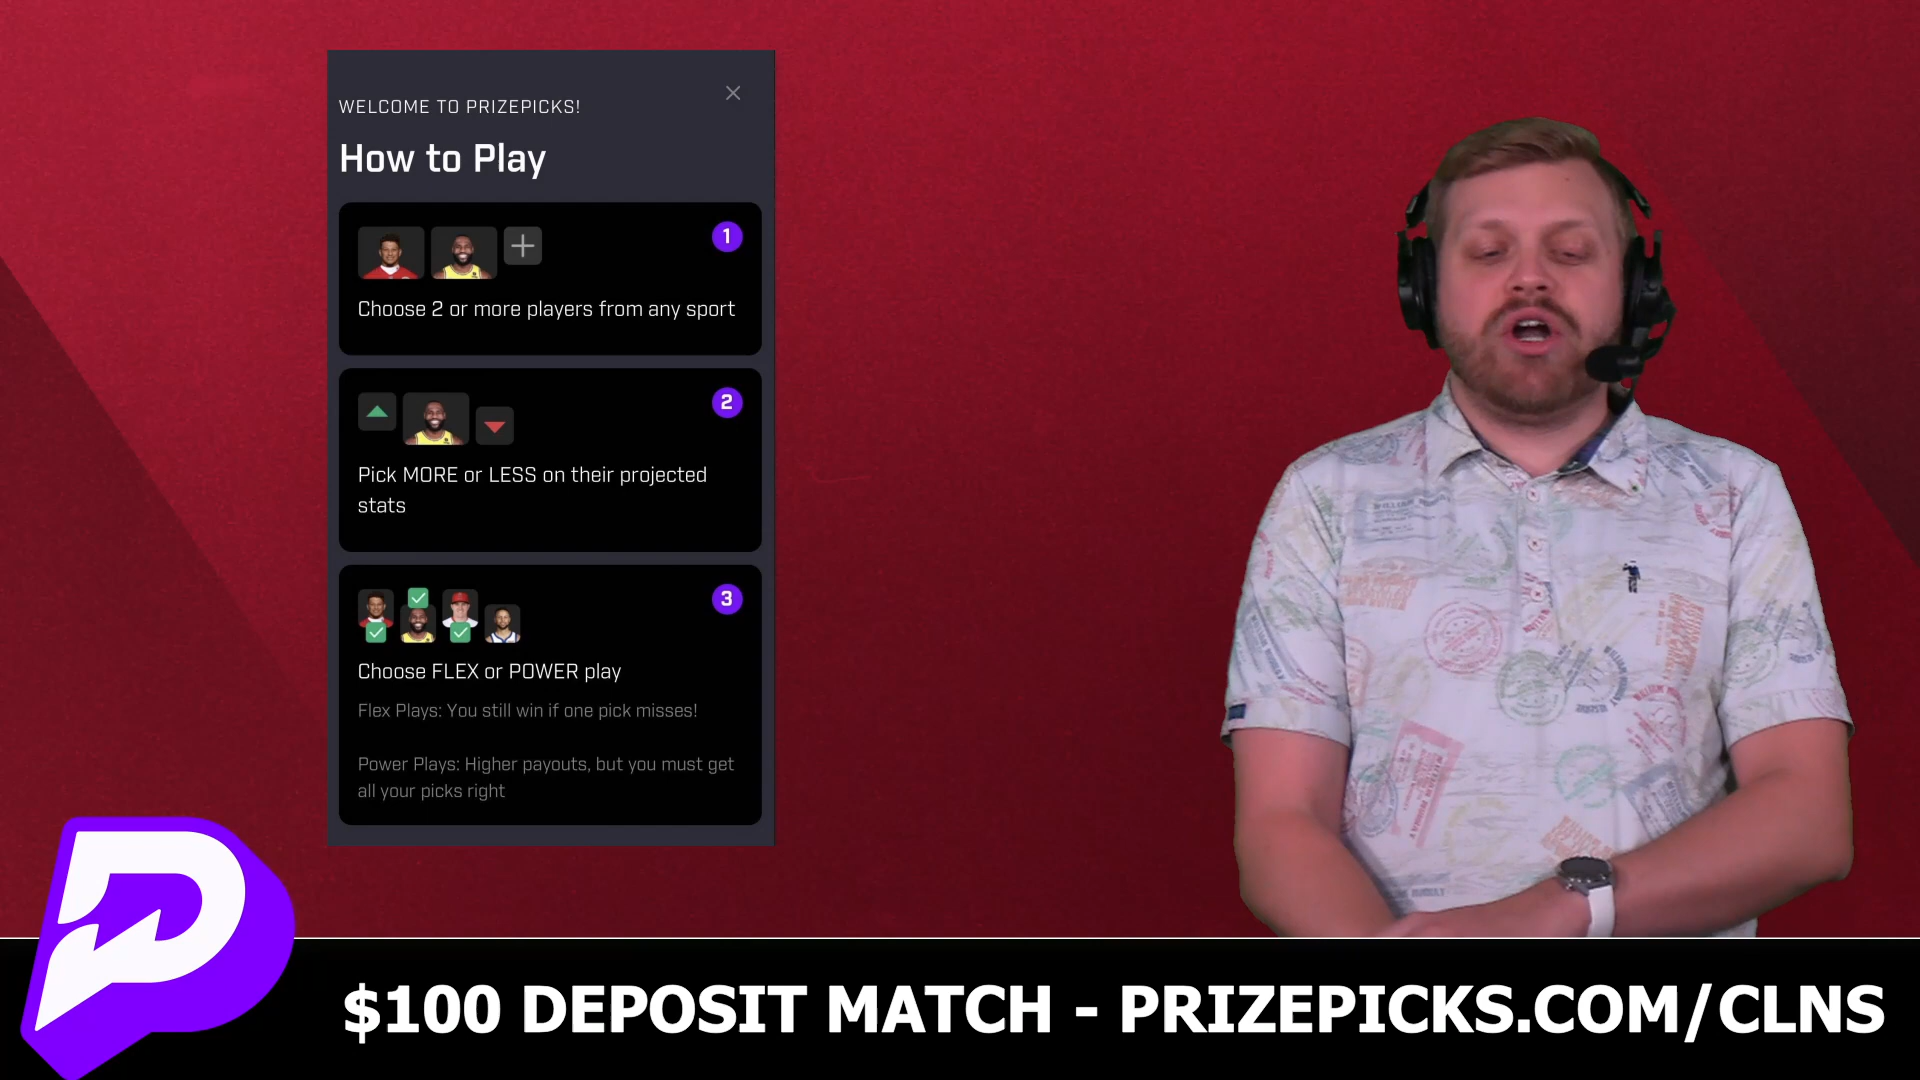 WELCOME TO PRIZEPICKS!
How to Play
1
Choose 2 or more players from any sport
2
Pick MORE or LESS on their projected
stats
3
Choose FLEX or POWER play
Flex Plays: You still win if one pick misses!
Power Plays: Higher payouts, but you must get
all your picks right
$100 DEPOSIT MATCH - PRIZEPICKS.COM/CLNS